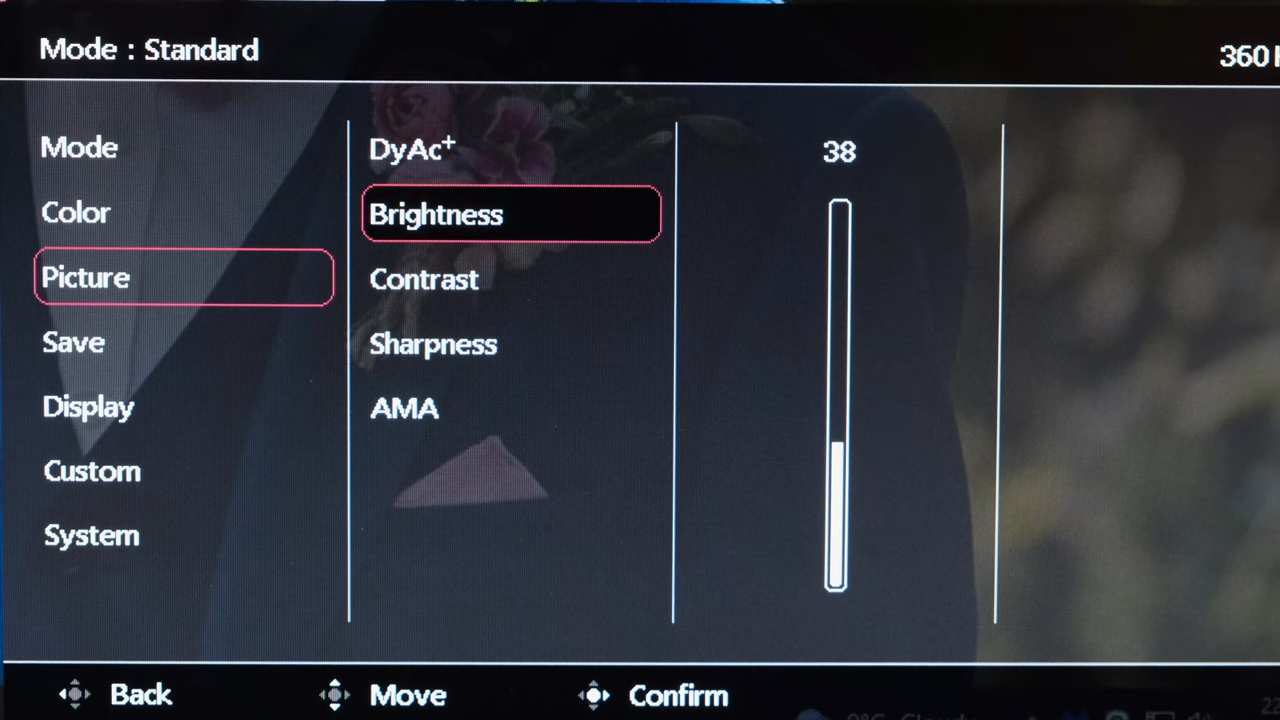 Mode : Standard
360
Mode
Color
Picture
Save
Display
Custom
System
DyAc⁺
Brightness
Contrast
Sharpness
AMA
38
Back
Move
Confirm